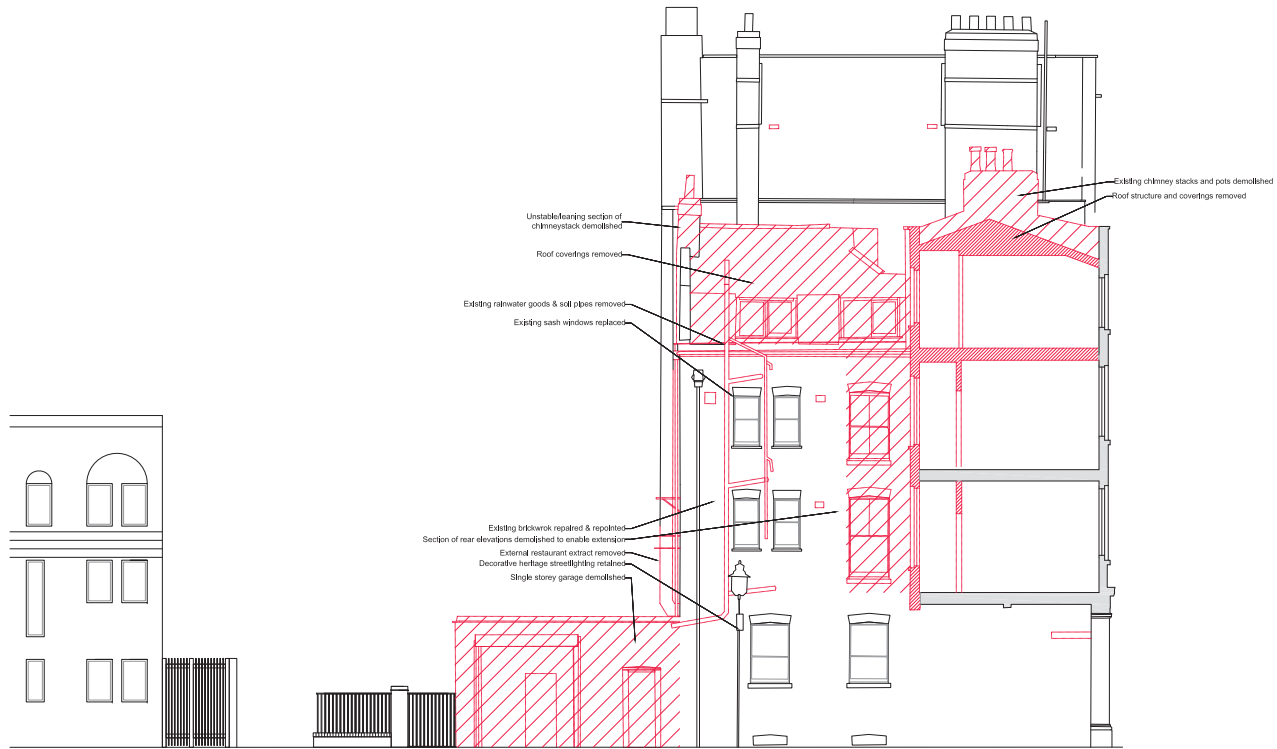 Existing chimney stacks and pots demolished
Roof structure and coverings removed
Unstable/leaning section of
chimneystack demolished
Roof coverings removed
Existing rainwater goods & soil pipes removed
Existing sash windows replaced
Existing brickwrok repaired & repointed
Section of rear elevations demolished to enable extension
External restaurant extract removed
Decorative heritage streetlighting retained
Single storey garage demolished